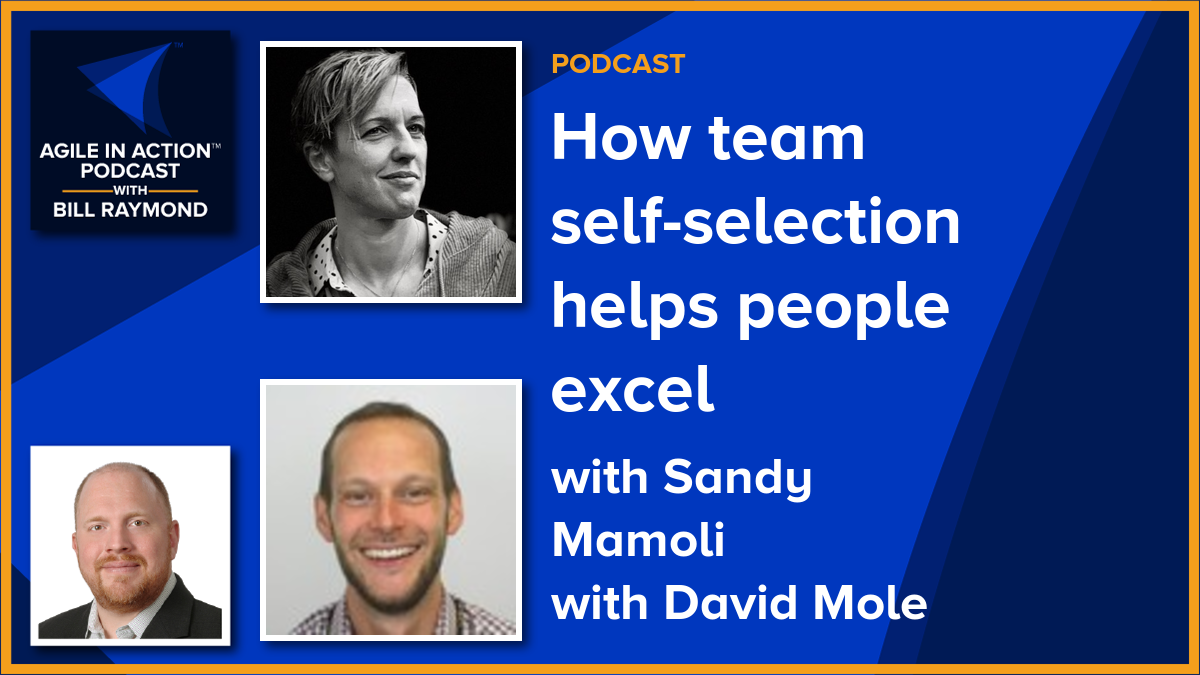 AGILE IN ACTION™
PODCAST
WITH
BILL RAYMOND
PODCAST
How team
self-selection
helps people
excel
with Sandy
Mamoli
with David Mole